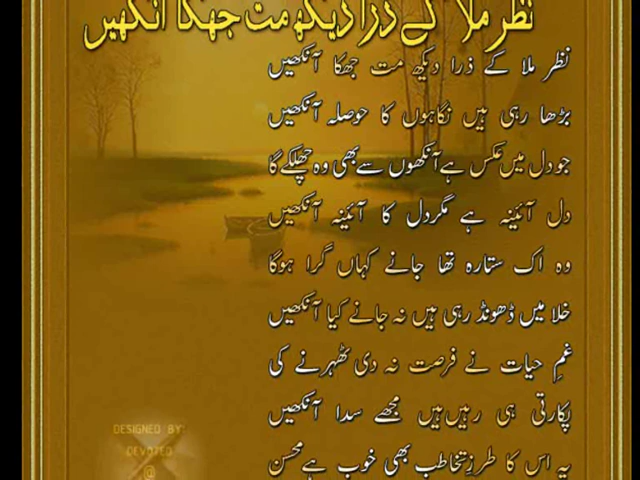 نظر ملا کے ذرا دیکھ مت جھکا آنکھیں
نظر ملا کے ذرا دیکھ مت جھکا آنکھیں
بڑھا رہی ہیں نگاہوں کا حوصلہ آنکھیں
جو دل میں عکس ہے آنکھوں سے بھی وہ چھلکے گا
دل آئینہ ہے مگر دل کا آئینہ آنکھیں
وہ اک ستارہ تھا جانے کہاں گرا ہوگا
خلا میں ڈھونڈ رہی ہیں نہ جانے کیا آنکھیں
غمِ حیات نے فرصت نہ دی ٹھہرنے کی
پکارتی ہی رہیں ہیں مجھے سدا آنکھیں
یہ اس کا طرزِ تخاطب بھی خوب ہے محسن
DESIGNED BY:
DEVOTED
@